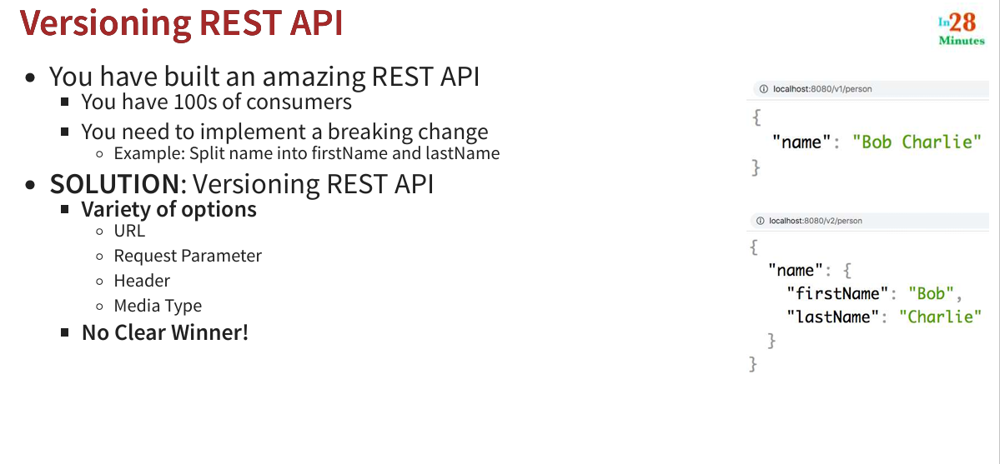 Versioning REST API
In28
Minutes
You have built an amazing REST API
You have 100s of consumers
You need to implement a breaking change
Example: Split name into firstName and lastName
SOLUTION: Versioning REST API
Variety of options
URL
Request Parameter
Header
Media Type
No Clear Winner!
localhost:8080/v1/person
{
"name": "Bob Charlie"
}
localhost:8080/v2/person
{
"name": {
"firstName": "Bob",
"lastName": "Charlie"
}
}